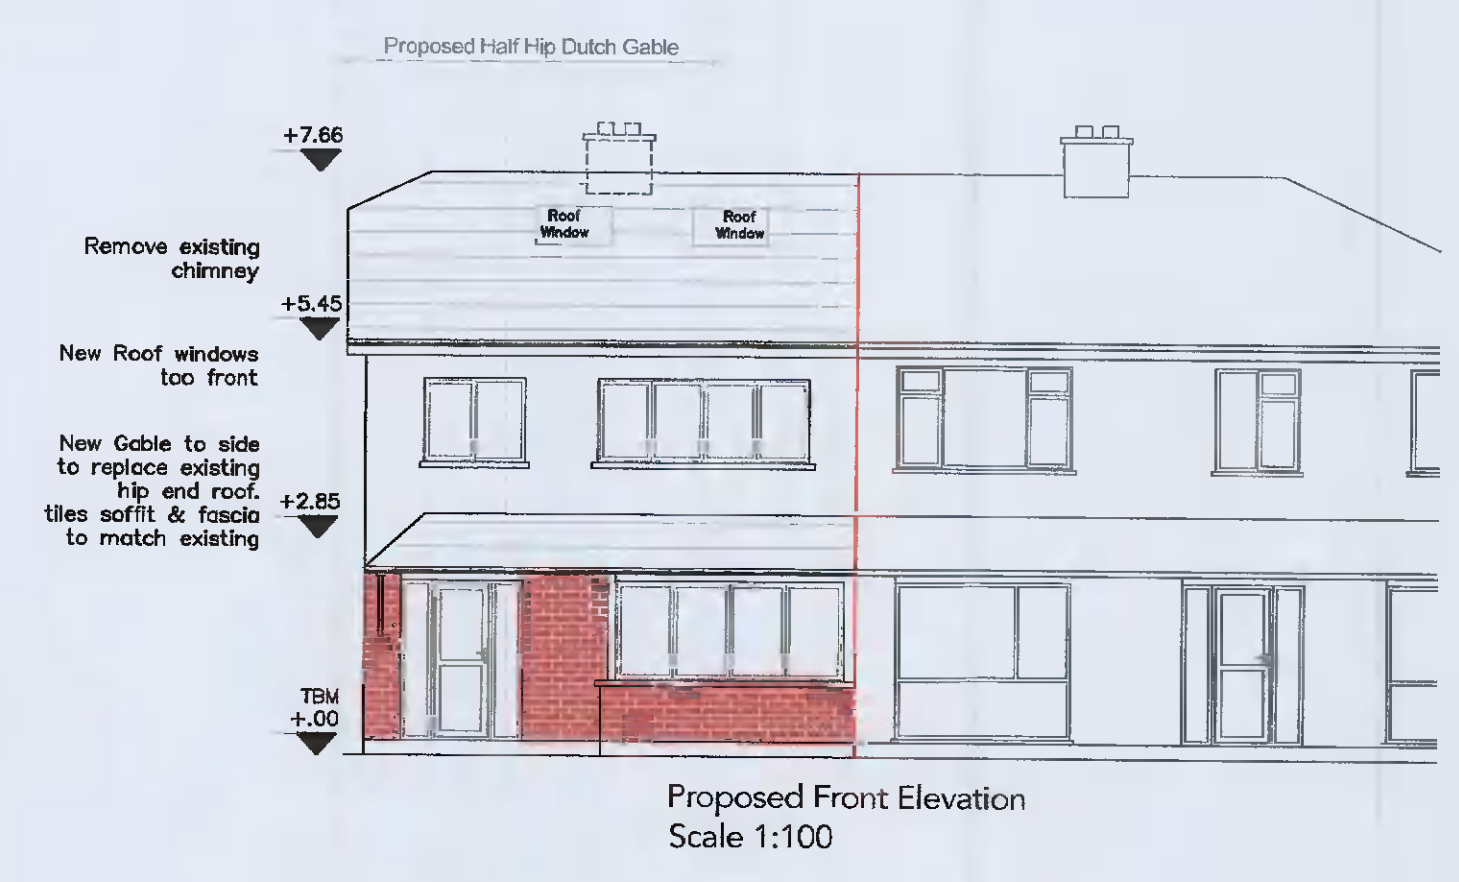 Proposed Half Hip Dutch Gable
+7.66
Roof
Window
Roof
Window
Remove existing
chimney
+5.45
New Roof windows
too front
New Gable to side
to replace existing
hip end roof.
tiles soffit & fascia
to match existing
+2.85
TBM
+.00
Proposed Front Elevation
Scale 1:100